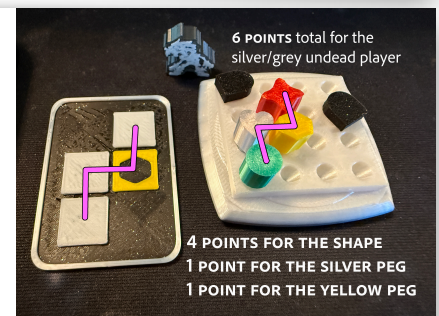 6 POINTS total for the
silver/grey undead player
4 POINTS FOR THE SHAPE
1 POINT FOR THE SILVER PEG
1 POINT FOR THE YELLOW PEG